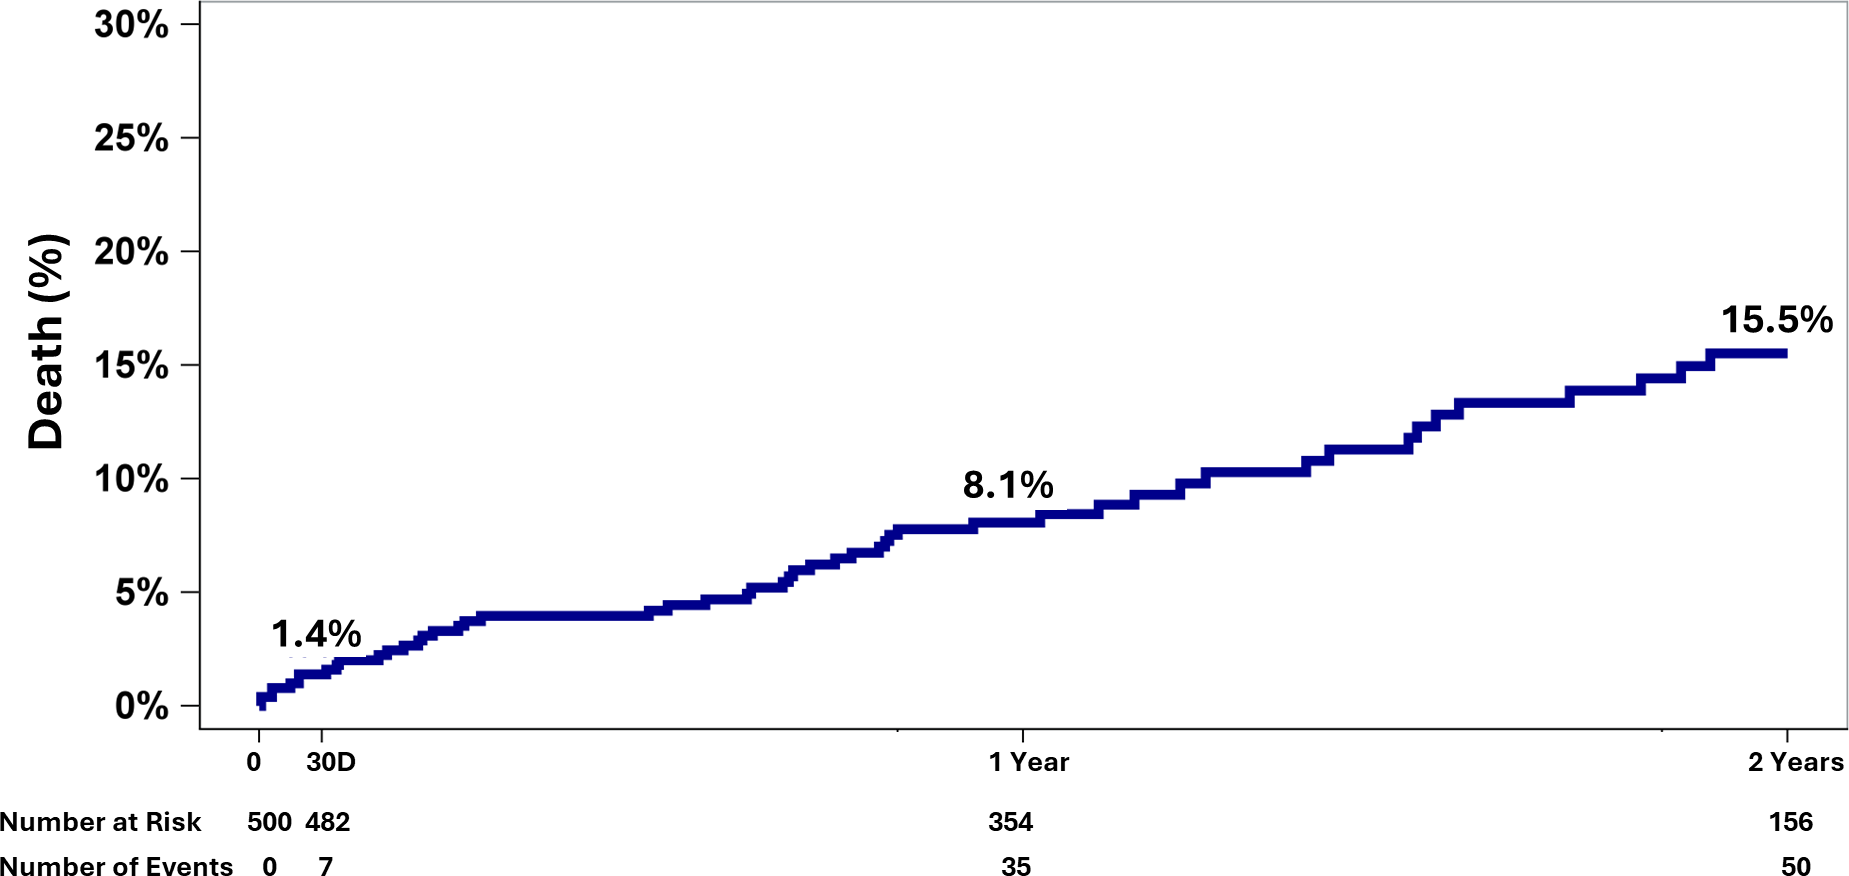 30%
25%
20%
15%
10%
5%
0%
Death (%)
1.4%
8.1%
15.5%
0 30D 1 Year 2 Years
Number at Risk 500 482 354 156
Number of Events 0 7 35 50